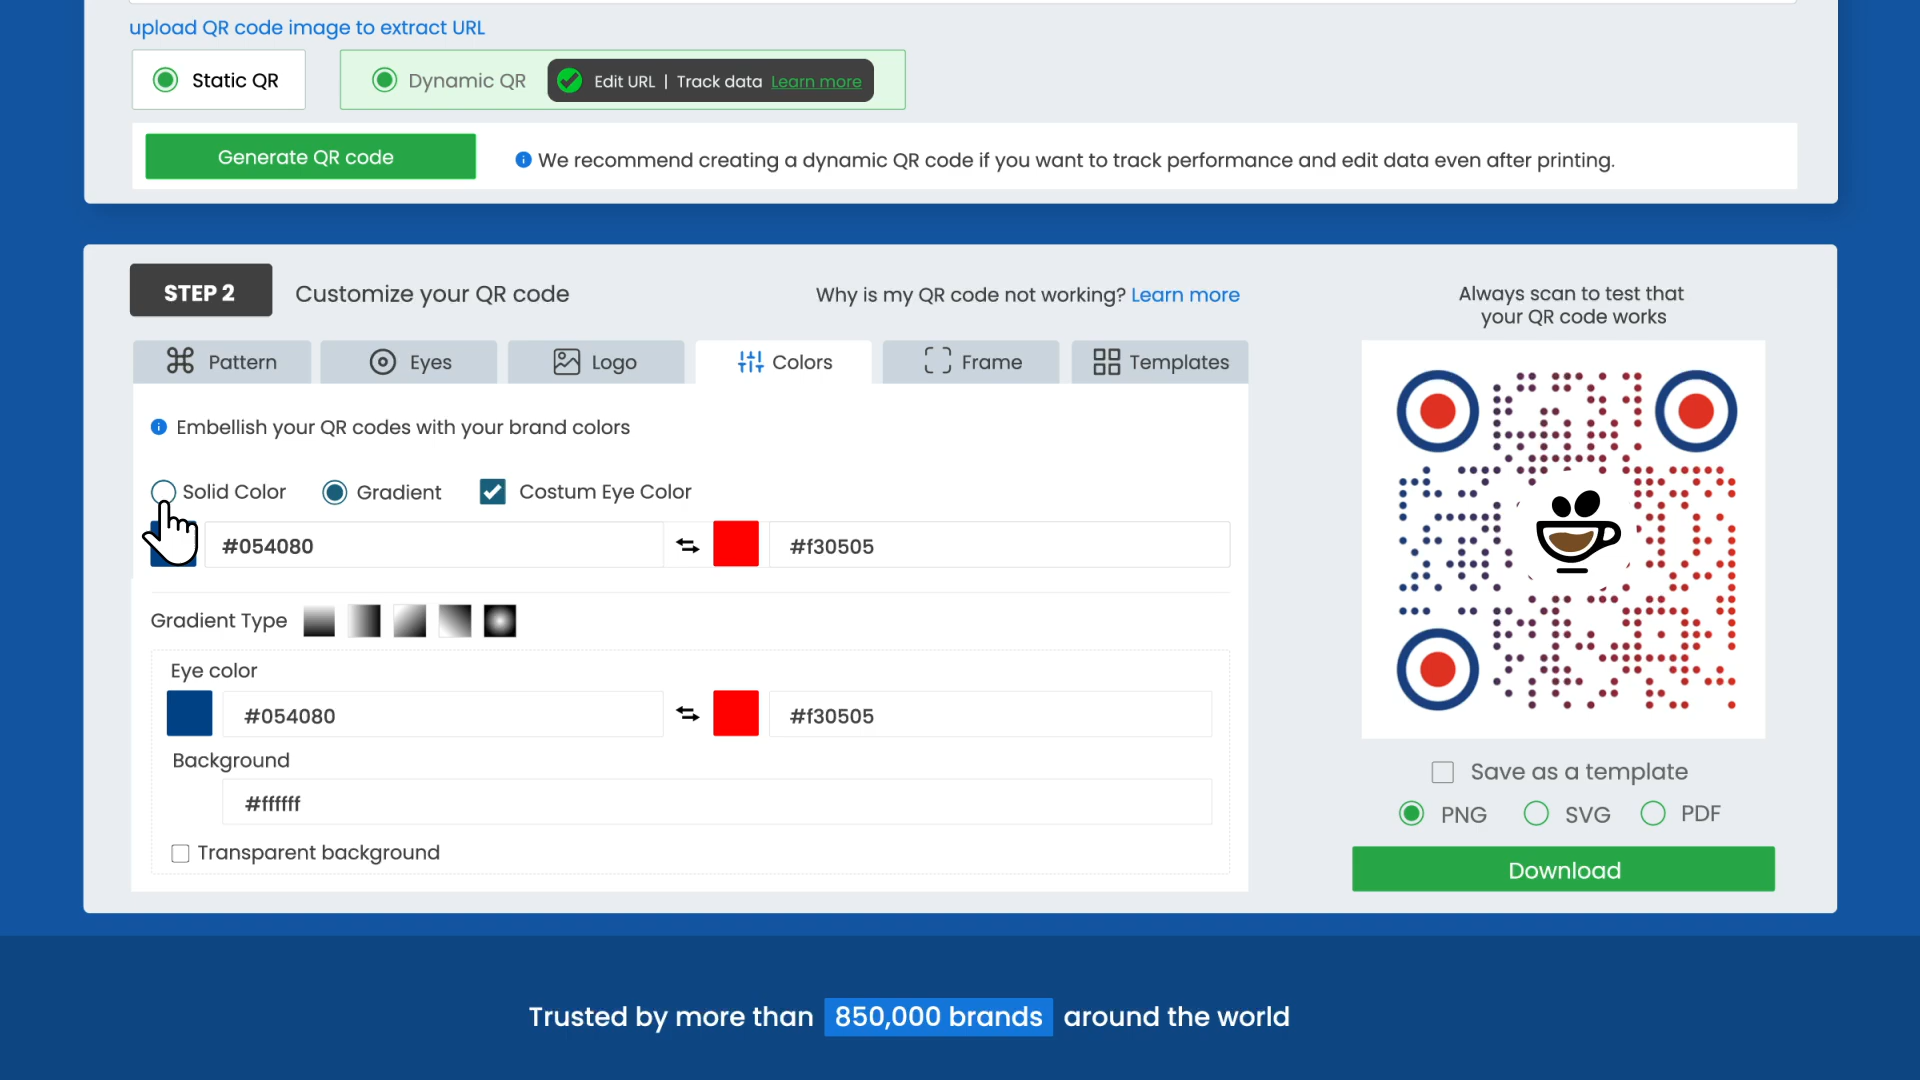 upload QR code image to extract URL
Static QR
Dynamic QR
Edit URL | Track data Learn more
Generate QR code
We recommend creating a dynamic QR code if you want to track performance and edit data even after printing.
STEP 2
Customize your QR code
Why is my QR code not working? Learn more
Always scan to test that
your QR code works
Pattern
Eyes
Logo
Colors
Frame
Templates
Embellish your QR codes with your brand colors
Solid Color
Gradient
Costum Eye Color
#054080
#f30505
Gradient Type
Eye color
#054080
#f30505
Background
#ffffff
Transparent background
Save as a template
PNG
SVG
PDF
Download
Trusted by more than 850,000 brands around the world